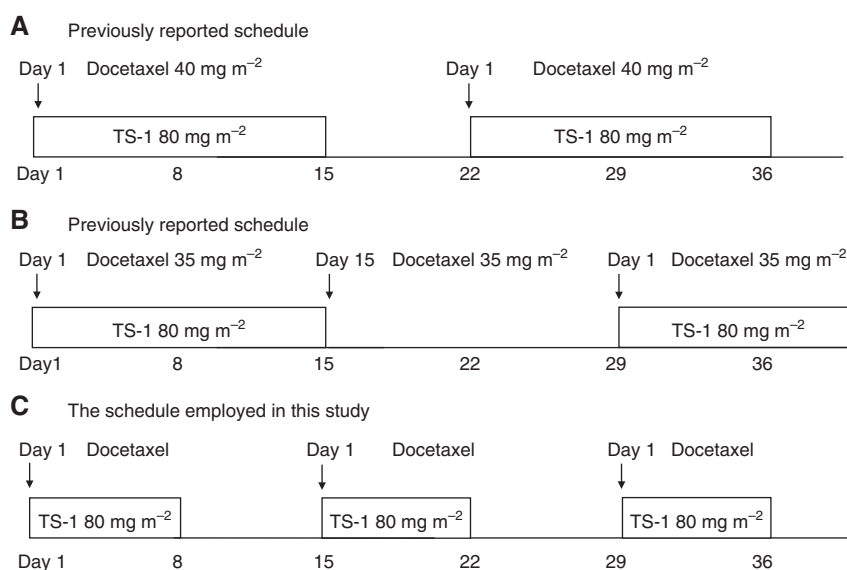 A Previously reported schedule
Day 1 Docetaxel 40 mg m⁻² Day 1 Docetaxel 40 mg m⁻²
TS-1 80 mg m⁻² TS-1 80 mg m⁻²
Day 1 8 15 22 29 36
B Previously reported schedule
Day 1 Docetaxel 35 mg m⁻² Day 15 Docetaxel 35 mg m⁻² Day 1 Docetaxel 35 mg m⁻²
TS-1 80 mg m⁻² TS-1 80 mg m⁻²
Day1 8 15 22 29 36
C The schedule employed in this study
Day 1 Docetaxel Day 1 Docetaxel Day 1 Docetaxel
TS-1 80 mg m⁻² TS-1 80 mg m⁻² TS-1 80 mg m⁻²
Day 1 8 15 22 29 36